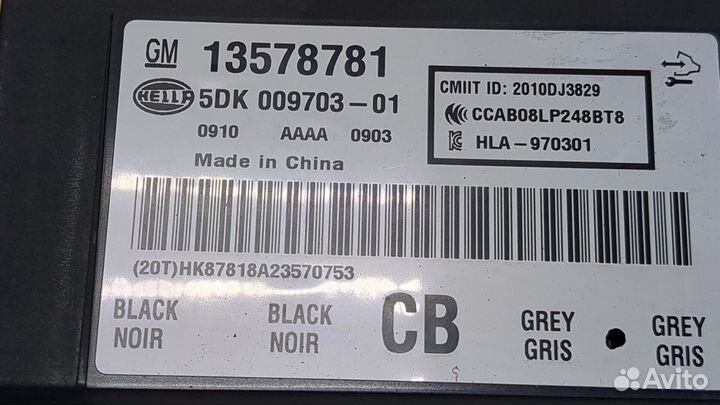 GM 13578781
HELLA 5DK 009703-01
0910 AAAA 0903
Made in China
CMIIT ID: 2010DJ3829
CCAB08LP248BT8
HLA-970301
(20T)HK87818A23570753
BLACK BLACK CB GREY GREY
NOIR NOIR GRIS GRIS
Avito